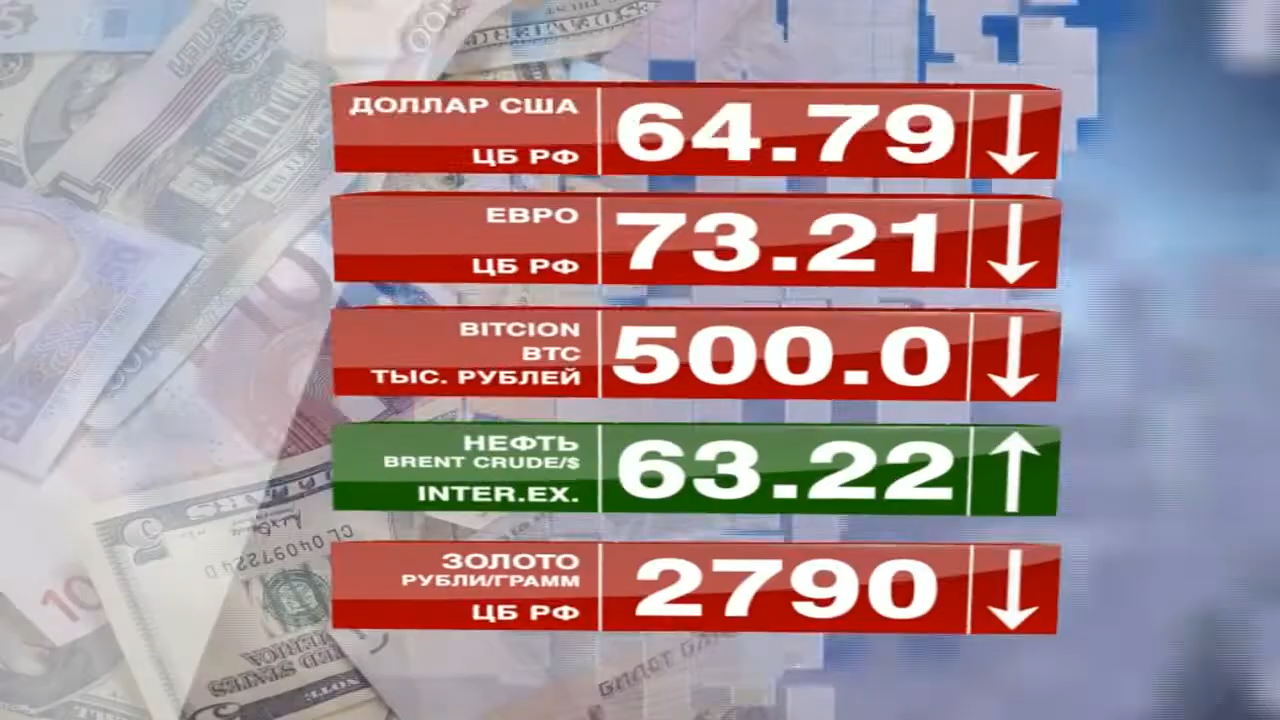 ДОЛЛАР США
ЦБ РФ
64.79
ЕВРО
ЦБ РФ
73.21
BITCION
BTC
ТЫС. РУБЛЕЙ
500.0
НЕФТЬ
BRENT CRUDE/$
INTER.EX.
63.22
ЗОЛОТО
РУБЛИ/ГРАММ
ЦБ РФ
2790